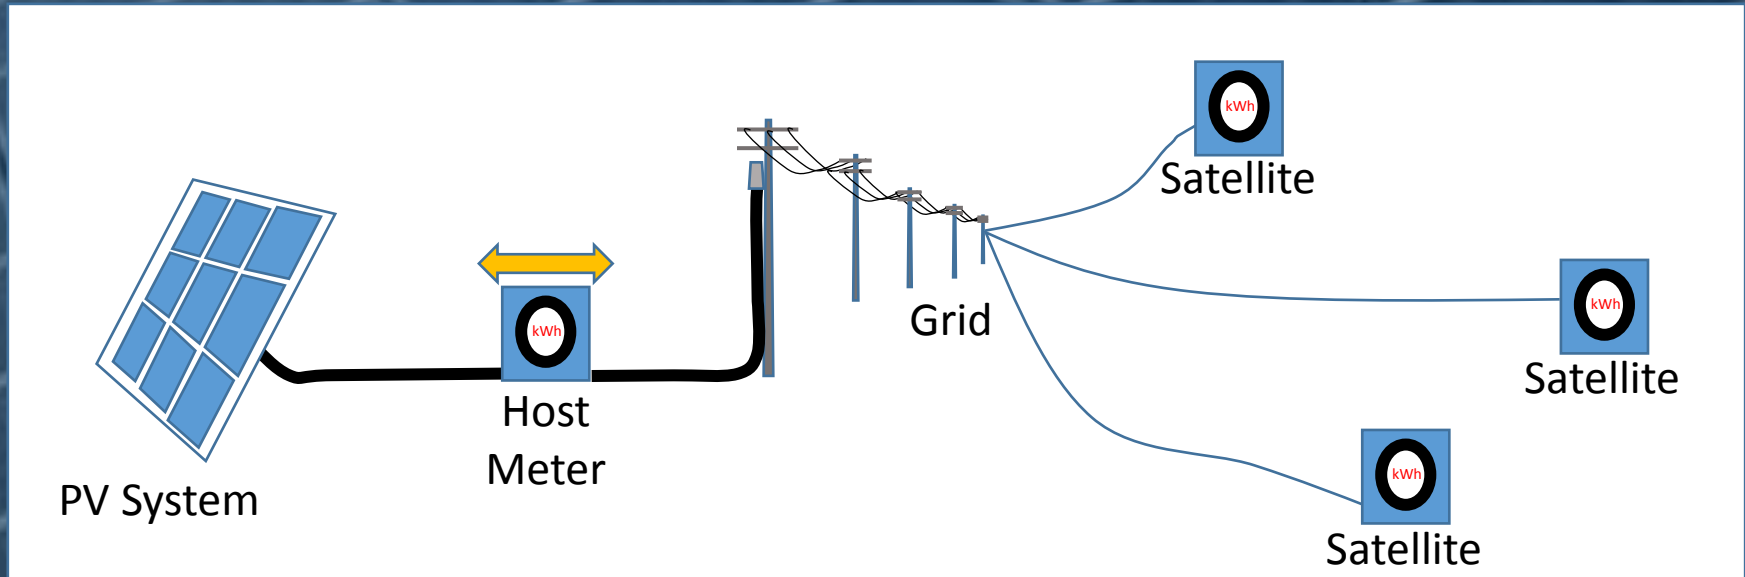 kWh
Satellite
kWh
Host
Meter
Grid
kWh
Satellite
PV System
kWh
Satellite